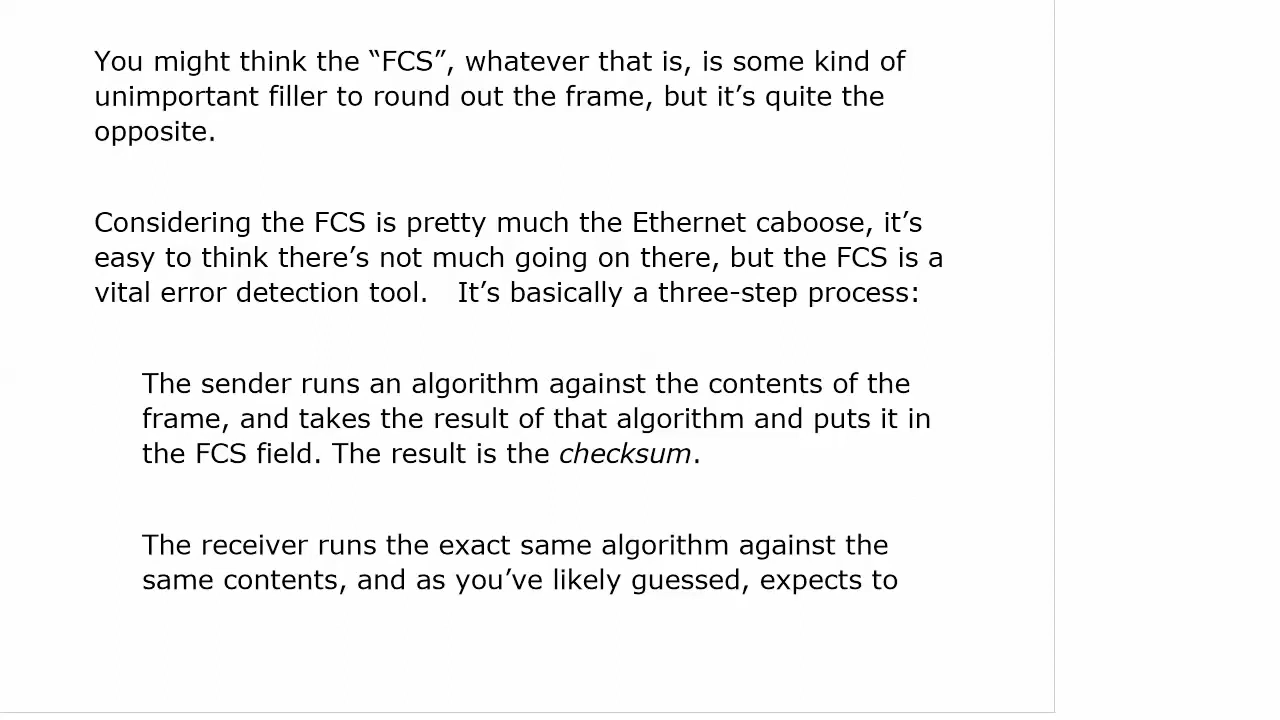 You might think the “FCS”, whatever that is, is some kind of
unimportant filler to round out the frame, but it’s quite the
opposite.
Considering the FCS is pretty much the Ethernet caboose, it’s
easy to think there’s not much going on there, but the FCS is a
vital error detection tool.   It’s basically a three-step process:
The sender runs an algorithm against the contents of the
frame, and takes the result of that algorithm and puts it in
the FCS field. The result is the checksum.
The receiver runs the exact same algorithm against the
same contents, and as you’ve likely guessed, expects to